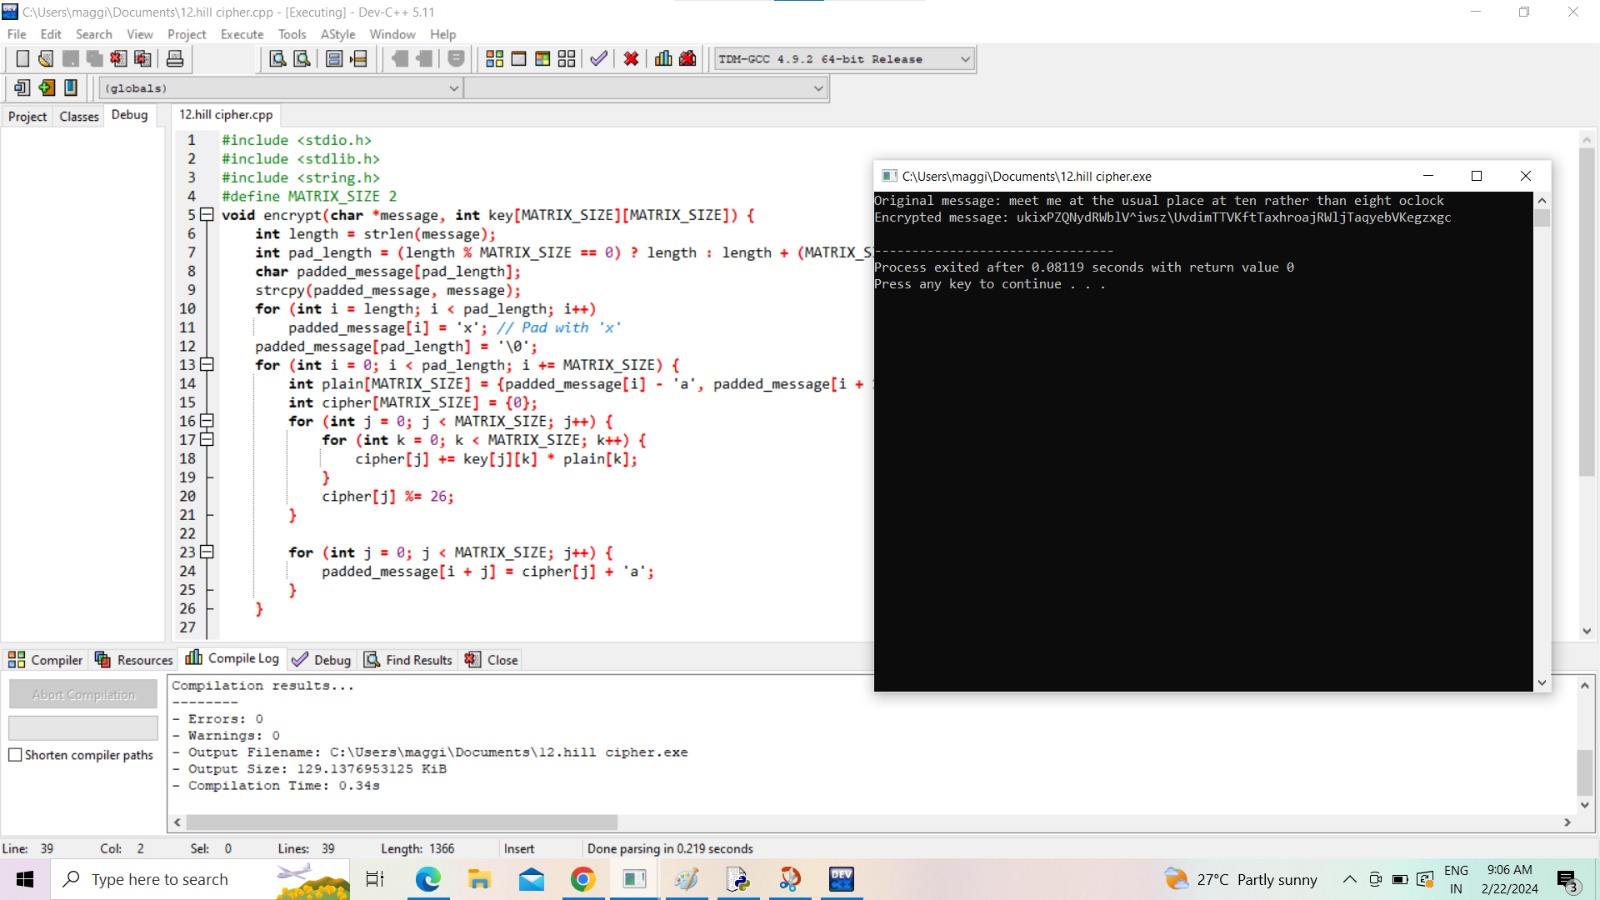 C:\Users\maggi\Documents\12.hill cipher.cpp - [Executing] - Dev-C++ 5.11
File Edit Search View Project Execute Tools AStyle Window Help
TDM-GCC 4.9.2 64-bit Release
(globals)
Project Classes Debug
12.hill cipher.cpp
1 #include <stdio.h>
2 #include <stdlib.h>
3 #include <string.h>
4 #define MATRIX_SIZE 2
5 void encrypt(char *message, int key[MATRIX_SIZE][MATRIX_SIZE]) {
6 int length = strlen(message);
7 int pad_length = (length % MATRIX_SIZE == 0) ? length : length + (MATRIX_S
8 char padded_message[pad_length];
9 strcpy(padded_message, message);
10 for (int i = length; i < pad_length; i++)
11 padded_message[i] = 'x'; // Pad with 'x'
12 padded_message[pad_length] = '\0';
13 for (int i = 0; i < pad_length; i += MATRIX_SIZE) {
14 int plain[MATRIX_SIZE] = {padded_message[i] - 'a', padded_message[i +
15 int cipher[MATRIX_SIZE] = {0};
16 for (int j = 0; j < MATRIX_SIZE; j++) {
17 for (int k = 0; k < MATRIX_SIZE; k++) {
18 cipher[j] += key[j][k] * plain[k];
19 }
20 cipher[j] %= 26;
21 }
22
23 for (int j = 0; j < MATRIX_SIZE; j++) {
24 padded_message[i + j] = cipher[j] + 'a';
25 }
26 }
27
C:\Users\maggi\Documents\12.hill cipher.exe
Original message: meet me at the usual place at ten rather than eight oclock
Encrypted message: ukixPZQNydRWblV^iwsz\UvdimTTVKftTaxhroajRWljTaqyebVKegzxgc
--------------------------------
Process exited after 0.08119 seconds with return value 0
Press any key to continue . . .
Compiler Resources Compile Log Debug Find Results Close
Abort Compilation
Shorten compiler paths
Compilation results...
--------
- Errors: 0
- Warnings: 0
- Output Filename: C:\Users\maggi\Documents\12.hill cipher.exe
- Output Size: 129.1376953125 KiB
- Compilation Time: 0.34s
Line: 39 Col: 2 Sel: 0 Lines: 39 Length: 1366 Insert Done parsing in 0.219 seconds
Type here to search
DEV
27°C Partly sunny
ENG
IN
9:06 AM
2/22/2024
3